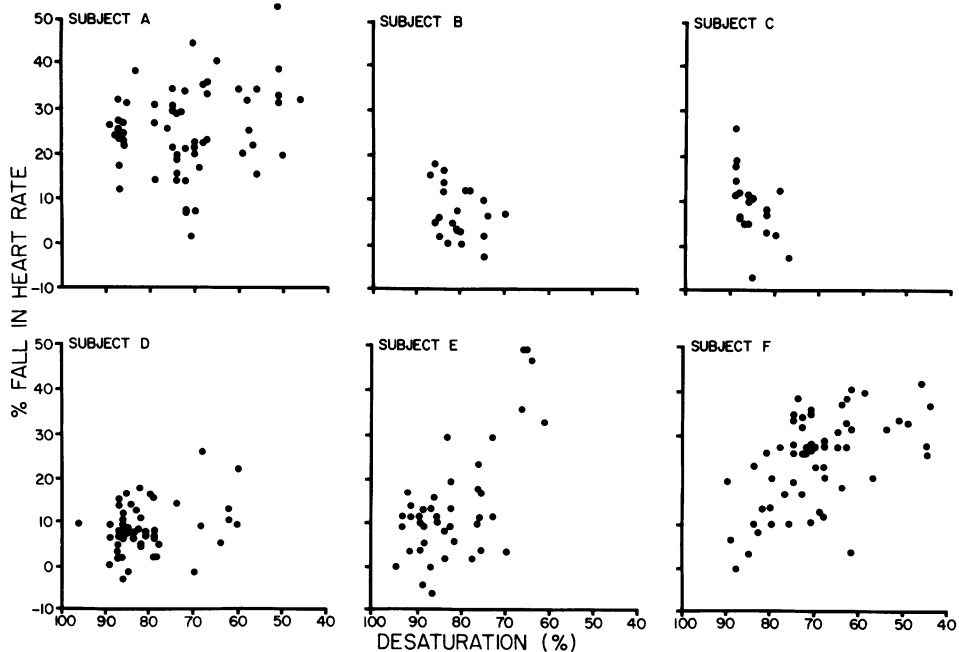 % FALL IN HEART RATE
SUBJECT A
50
40
30
20
10
0
-10
SUBJECT B
SUBJECT C
SUBJECT D
50
40
30
20
10
0
-10
100 90 80 70 60 50 40
SUBJECT E
100 90 80 70 60 50 40
SUBJECT F
100 90 80 70 60 50 40
DESATURATION (%)